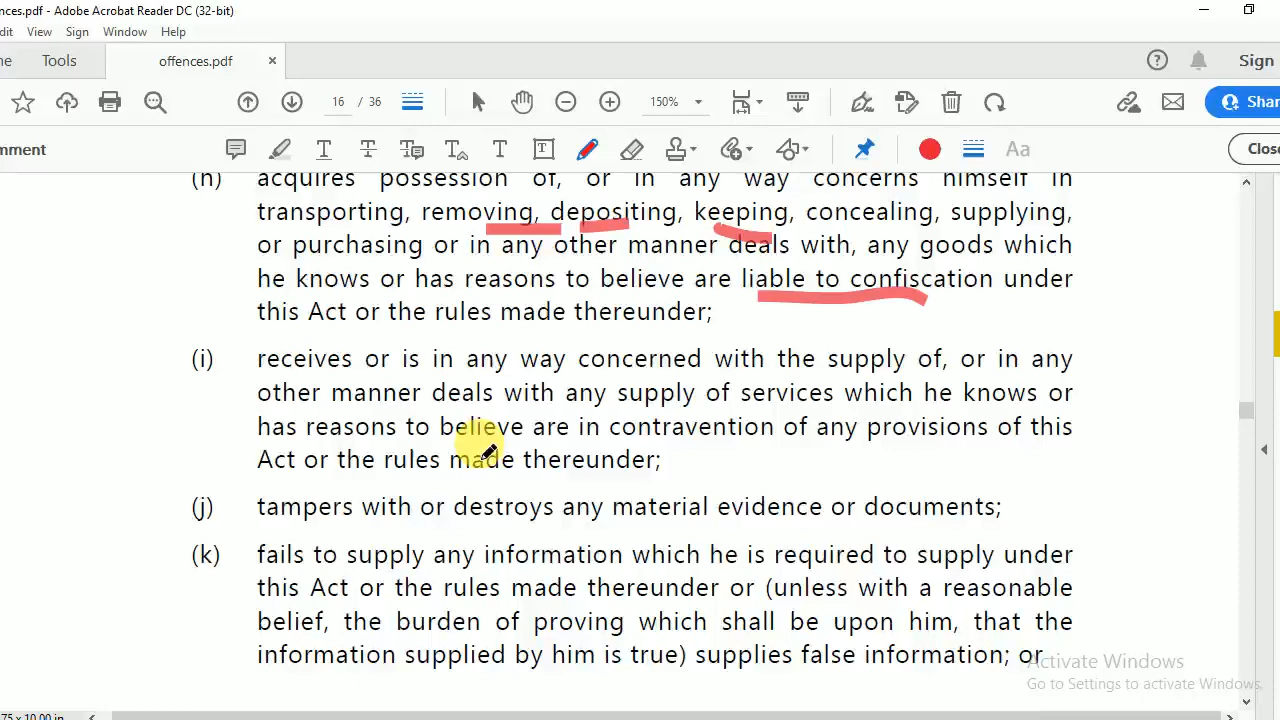 ences.pdf - Adobe Acrobat Reader DC (32-bit)
dit View Sign Window Help
ne Tools offences.pdf × Sign
16 / 36 150% Shar
mment Aa Close
(h) acquires possession of, or in any way concerns himself in
transporting, removing, depositing, keeping, concealing, supplying,
or purchasing or in any other manner deals with, any goods which
he knows or has reasons to believe are liable to confiscation under
this Act or the rules made thereunder;
(i) receives or is in any way concerned with the supply of, or in any
other manner deals with any supply of services which he knows or
has reasons to believe are in contravention of any provisions of this
Act or the rules made thereunder;
(j) tampers with or destroys any material evidence or documents;
(k) fails to supply any information which he is required to supply under
this Act or the rules made thereunder or (unless with a reasonable
belief, the burden of proving which shall be upon him, that the
information supplied by him is true) supplies false information; or
Activate Windows
Go to Settings to activate Windows.
.75 x 10.00 in